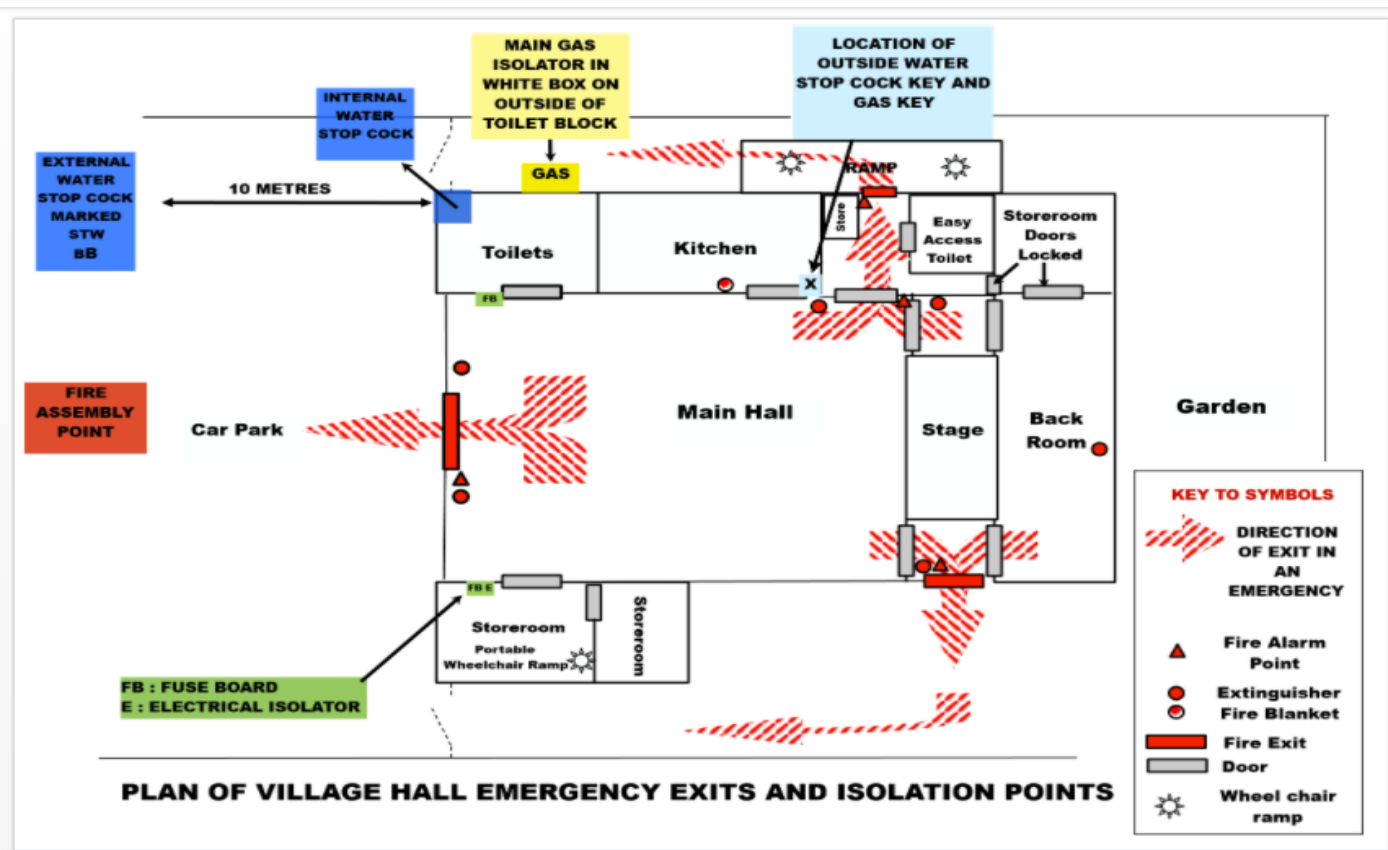 MAIN GAS
ISOLATOR IN
WHITE BOX ON
OUTSIDE OF
TOILET BLOCK
LOCATION OF
OUTSIDE WATER
STOP COCK KEY AND
GAS KEY
INTERNAL
WATER
STOP COCK
EXTERNAL
WATER
STOP COCK
MARKED
STW
BB
10 METRES
GAS
RAMP
Toilets
Kitchen
Store
Easy
Access
Toilet
Storeroom
Doors
Locked
X
FB
FIRE
ASSEMBLY
POINT
Car Park
Main Hall
Stage
Back
Room
Garden
FB E
Storeroom
Portable
Wheelchair Ramp
Storeroom
FB : FUSE BOARD
E : ELECTRICAL ISOLATOR
KEY TO SYMBOLS
DIRECTION
OF EXIT IN
AN
EMERGENCY
Fire Alarm
Point
Extinguisher
Fire Blanket
Fire Exit
Door
Wheel chair
ramp
PLAN OF VILLAGE HALL EMERGENCY EXITS AND ISOLATION POINTS